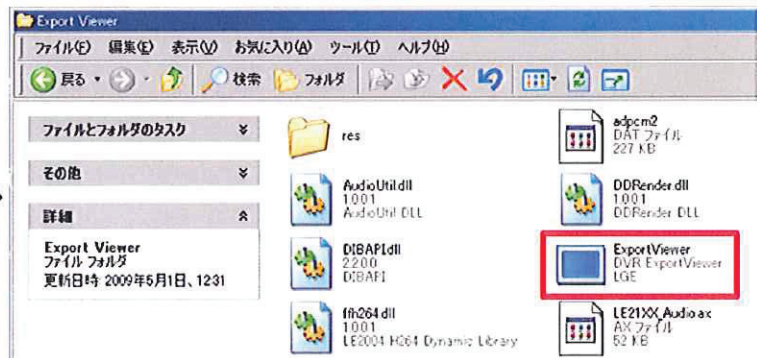 Export Viewer
ファイル(F) 編集(E) 表示(V) お気に入り(A) ツール(T) ヘルプ(H)
戻る 検索 フォルダ
ファイルとフォルダのタスク
その他
詳細
Export Viewer
ファイル フォルダ
更新日時: 2009年5月1日、12:31
res
adpcm2
DAT ファイル
227 KB
AudioUtil.dll
1.0.0.1
AudioUtil DLL
DDRender.dll
1.0.0.1
DDRender DLL
DIBAPI.dll
2.2.0.0
DIBAPI
ExportViewer
DVR ExportViewer
LGE
ffh264.dll
1.0.0.1
LE2004 H264 Dynamic Library
LE21XX_Audio.ax
AX ファイル
52 KB